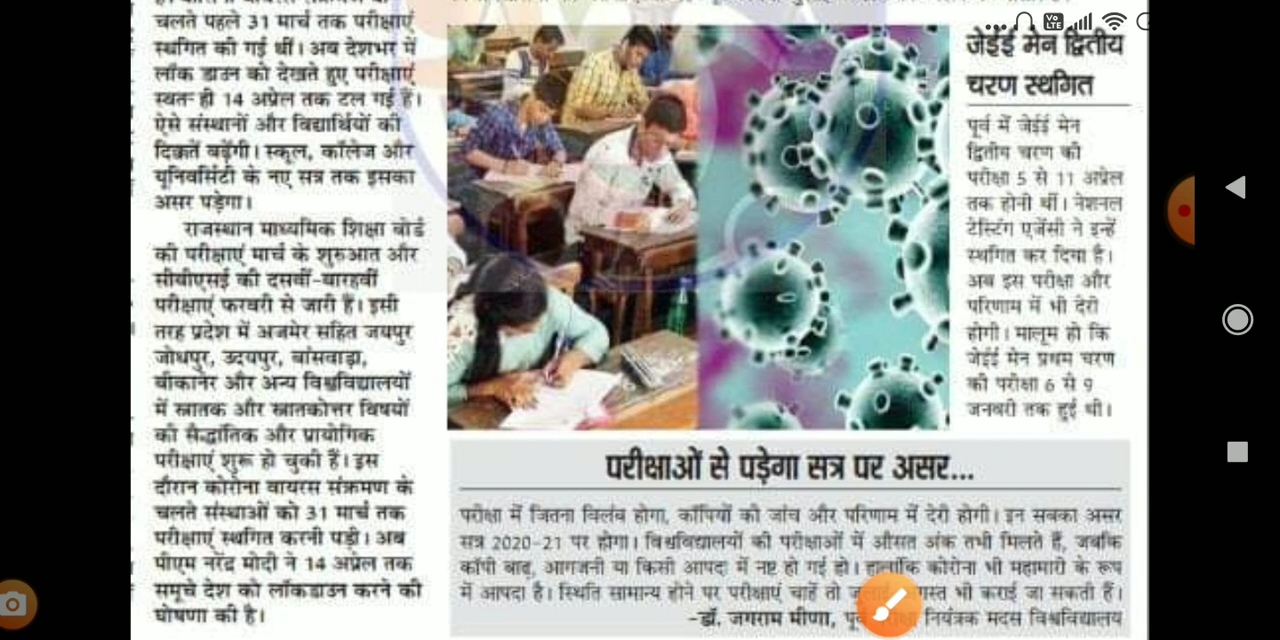 चलते पहले 31 मार्च तक परीक्षाएं
स्थगित की गई थीं। अब देशभर में
लॉक डाउन को देखते हुए परीक्षाएं
स्वतः ही 14 अप्रेल तक टल गई हैं।
ऐसे संस्थानों और विद्यार्थियों की
दिक्कतें बढ़ेंगी। स्कूल, कॉलेज और
यूनिवर्सिटी के नए सत्र तक इसका
असर पड़ेगा।
राजस्थान माध्यमिक शिक्षा बोर्ड
की परीक्षाएं मार्च के शुरुआत और
सीबीएसई की दसवीं-बारहवीं
परीक्षाएं फरवरी से जारी हैं। इसी
तरह प्रदेश में अजमेर सहित जयपुर
जोधपुर, उदयपुर, बांसवाड़ा,
बीकानेर और अन्य विश्वविद्यालयों
में स्नातक और स्नातकोत्तर विषयों
की सैद्धांतिक और प्रायोगिक
परीक्षाएं शुरू हो चुकी हैं। इस
दौरान कोरोना वायरस संक्रमण के
चलते संस्थाओं को 31 मार्च तक
परीक्षाएं स्थगित करनी पड़ी। अब
पीएम नरेंद्र मोदी ने 14 अप्रेल तक
समूचे देश को लॉकडाउन करने की
घोषणा की है।
Vo LTE
जेईई मेन द्वितीय
चरण स्थगित
पूर्व में जेईई मेन
द्वितीय चरण की
परीक्षा 5 से 11 अप्रेल
तक होनी थीं। नेशनल
टेस्टिंग एजेंसी ने इन्हें
स्थगित कर दिया है।
अब इस परीक्षा और
परिणाम में भी देरी
होगी। मालूम हो कि
जेईई मेन प्रथम चरण
की परीक्षा 6 से 9
जनवरी तक हुई थी।
परीक्षाओं से पड़ेगा सत्र पर असर...
परीक्षा में जितना विलंब होगा, कॉपियों की जांच और परिणाम में देरी होगी। इन सबका असर
सत्र 2020-21 पर होगा। विश्वविद्यालयों की परीक्षाओं में औसत अंक तभी मिलते हैं, जबकि
कॉपी बाढ़, आगजनी या किसी आपदा में नष्ट हो गई हो। हालांकि कोरोना भी महामारी के रूप
में आपदा है। स्थिति सामान्य होने पर परीक्षाएं चाहें तो भी कराई जा सकती हैं।
-डॉ. जगराम मीणा, नियंत्रक मदस विश्वविद्यालय